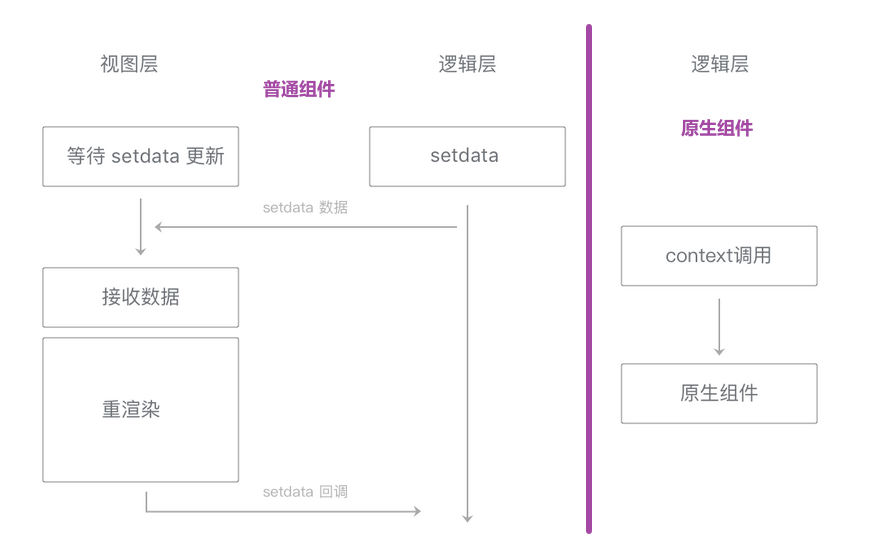 视图层
逻辑层
普通组件
等待 setdata 更新
setdata
setdata 数据
接收数据
重渲染
setdata 回调
逻辑层
原生组件
context调用
原生组件